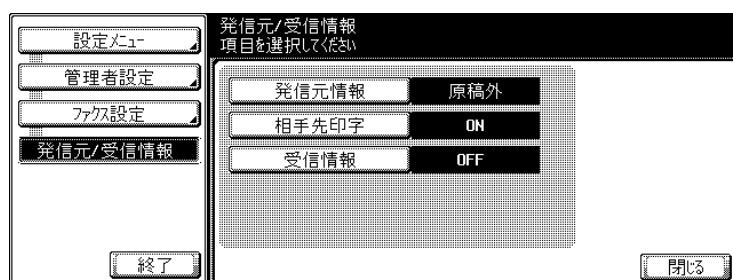 設定ﾒﾆｭｰ
管理者設定
ﾌｧｸｽ設定
発信元/受信情報
終了
発信元/受信情報
項目を選択してください
発信元情報 原稿外
相手先印字 ON
受信情報 OFF
閉じる